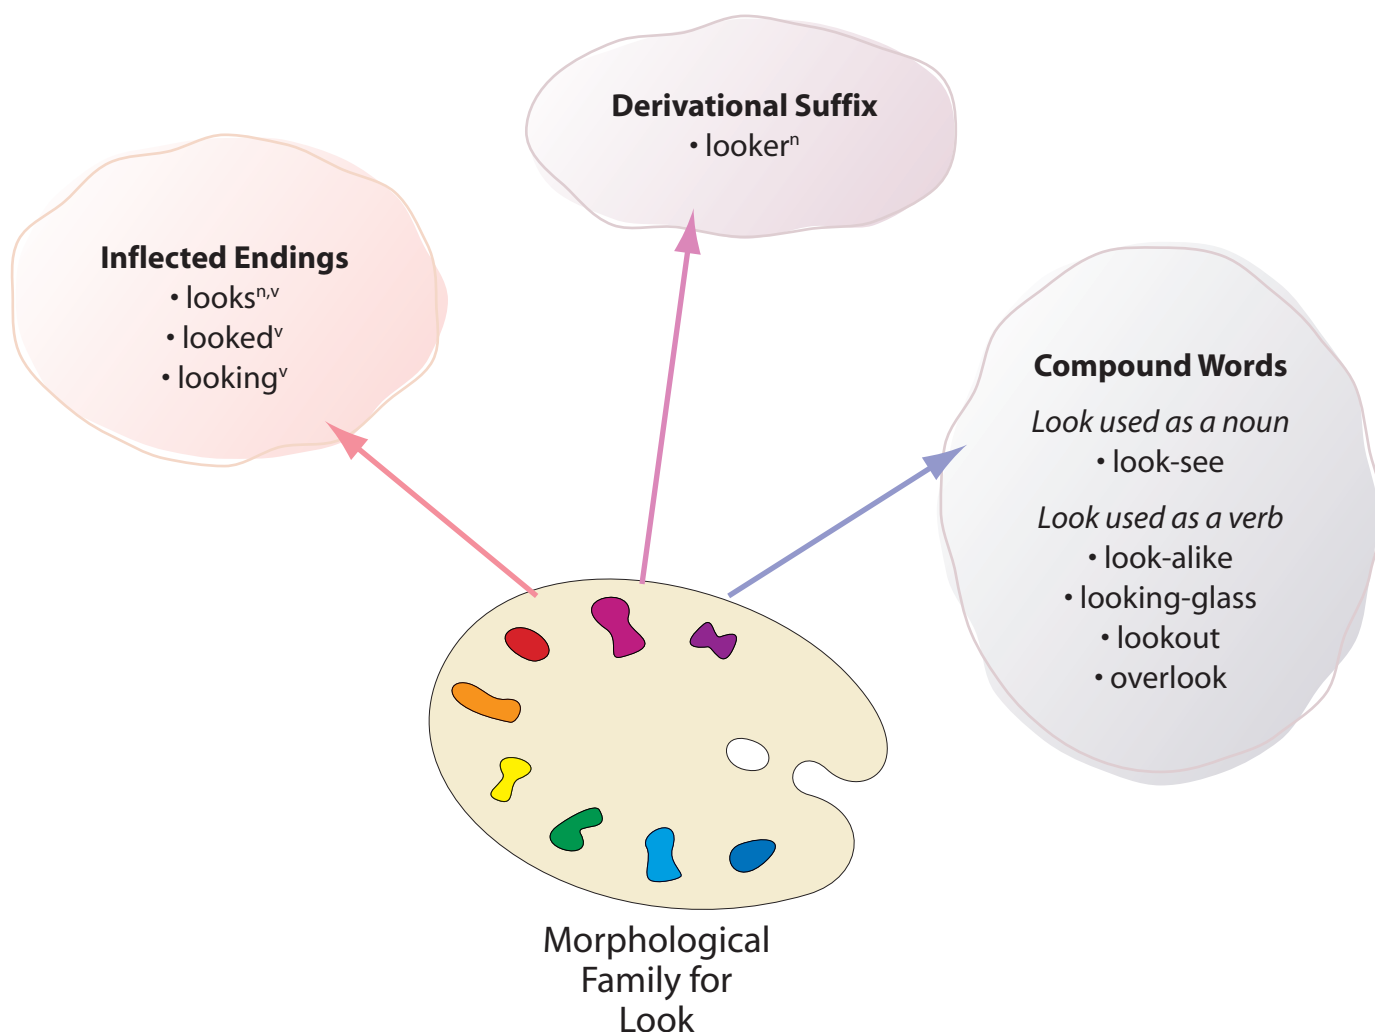 Derivational Suffix
• lookerⁿ
Inflected Endings
• looksⁿ,ᵛ
• lookedᵛ
• lookingᵛ
Compound Words
Look used as a noun
• look-see
Look used as a verb
• look-alike
• looking-glass
• lookout
• overlook
Morphological
Family for
Look